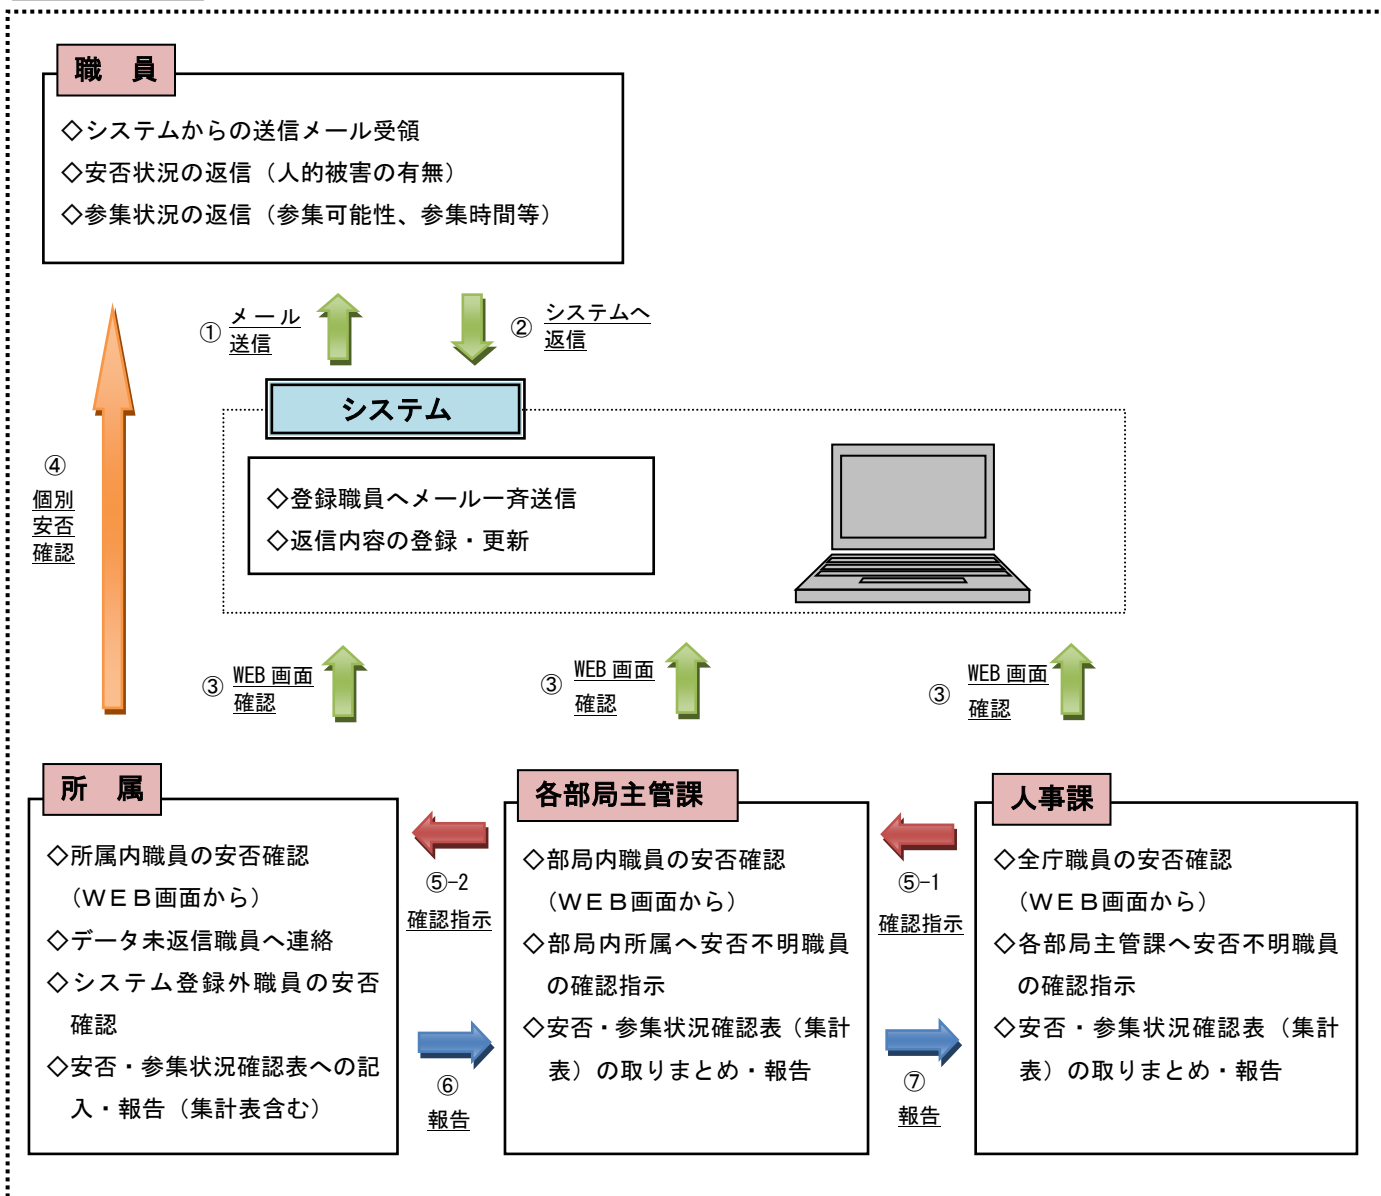 職　員
◇システムからの送信メール受領
◇安否状況の返信（人的被害の有無）
◇参集状況の返信（参集可能性、参集時間等）
① メール
送信
② システムへ
返信
システム
◇登録職員へメール一斉送信
◇返信内容の登録・更新
④
個別
安否
確認
③ WEB 画面
確認
③ WEB 画面
確認
③ WEB 画面
確認
所　属
◇所属内職員の安否確認
（ＷＥＢ画面から）
◇データ未返信職員へ連絡
◇システム登録外職員の安否
確認
◇安否・参集状況確認表への記
入・報告（集計表含む）
⑤-2
確認指示
⑥
報告
各部局主管課
◇部局内職員の安否確認
（ＷＥＢ画面から）
◇部局内所属へ安否不明職員
の確認指示
◇安否・参集状況確認表（集計
表）の取りまとめ・報告
⑤-1
確認指示
⑦
報告
人事課
◇全庁職員の安否確認
（ＷＥＢ画面から）
◇各部局主管課へ安否不明職員
の確認指示
◇安否・参集状況確認表（集計
表）の取りまとめ・報告